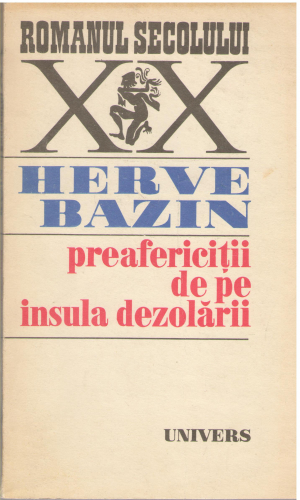 ROMANUL SECOLULUI
XX
HERVE
BAZIN
preafericiții
de pe
insula dezolării
UNIVERS